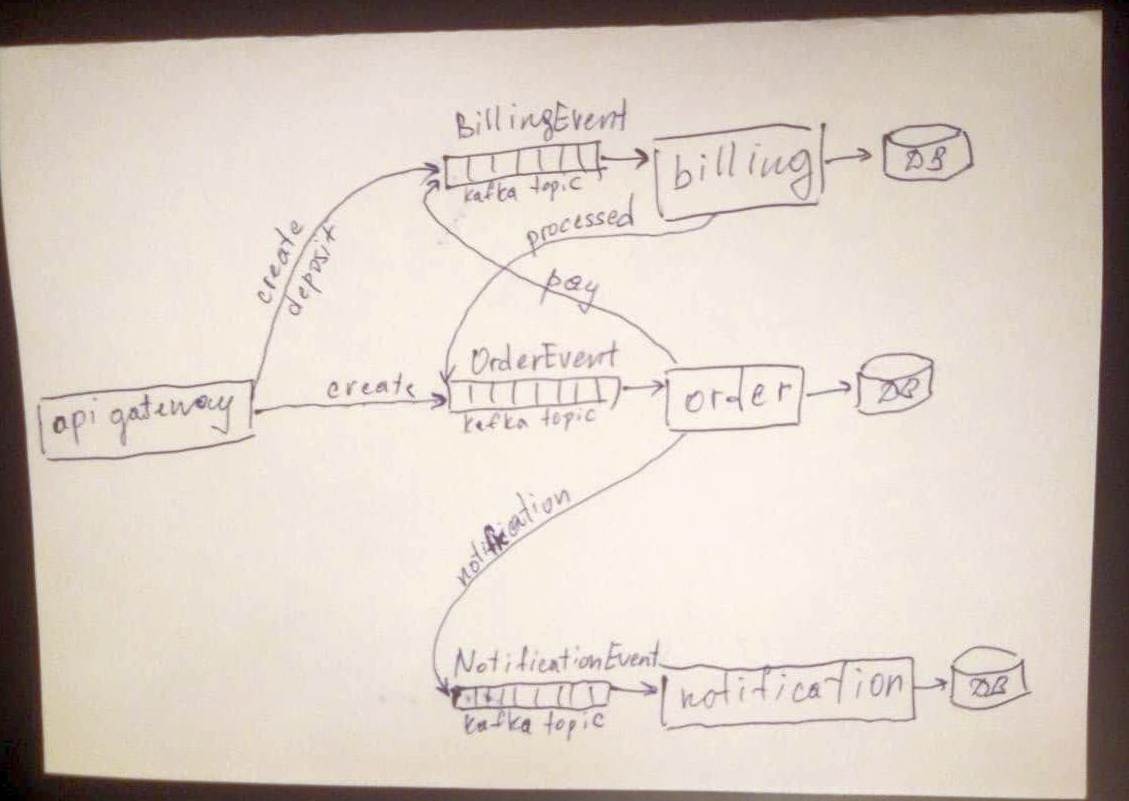 BillingEvent
kafka topic
billing
DB
create
deposit
processed
pay
api gateway
create
OrderEvent
kafka topic
order
DB
notification
NotificationEvent
kafka topic
notification
DB